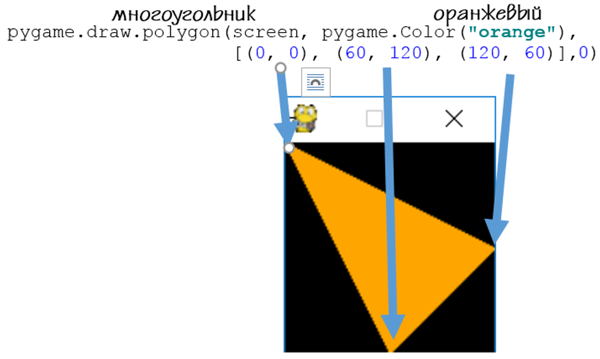 многоугольник оранжевый
pygame.draw.polygon(screen, pygame.Color("orange"),
[(0, 0), (60, 120), (120, 60)],0)